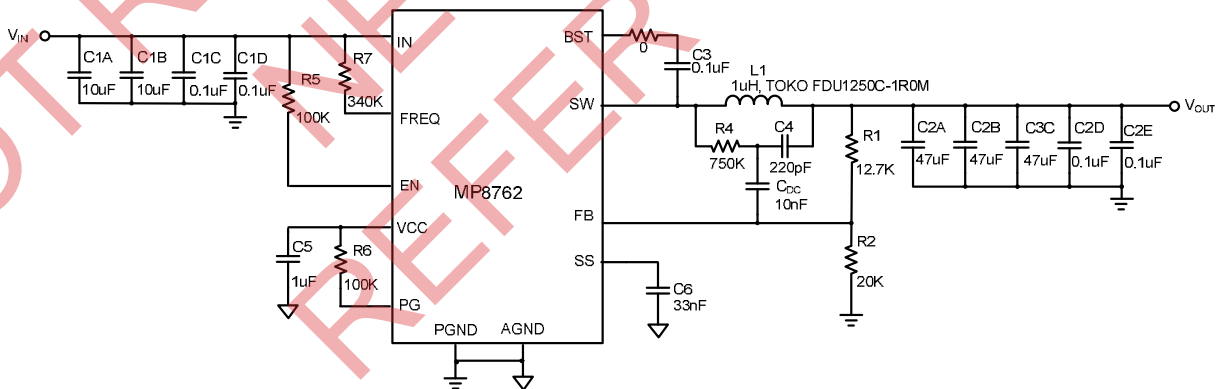 VIN
C1A
10uF
C1B
10uF
C1C
0.1uF
C1D
0.1uF
R5
100K
R7
340K
IN
FREQ
EN
VCC
PG
C5
1uF
R6
100K
MP8762
PGND
AGND
BST
SW
FB
SS
0
C3
0.1uF
L1
1uH, TOKO FDU1250C-1R0M
R4
750K
C4
220pF
CDC
10nF
R1
12.7K
R2
20K
C6
33nF
C2A
47uF
C2B
47uF
C3C
47uF
C2D
0.1uF
C2E
0.1uF
VOUT
REFER